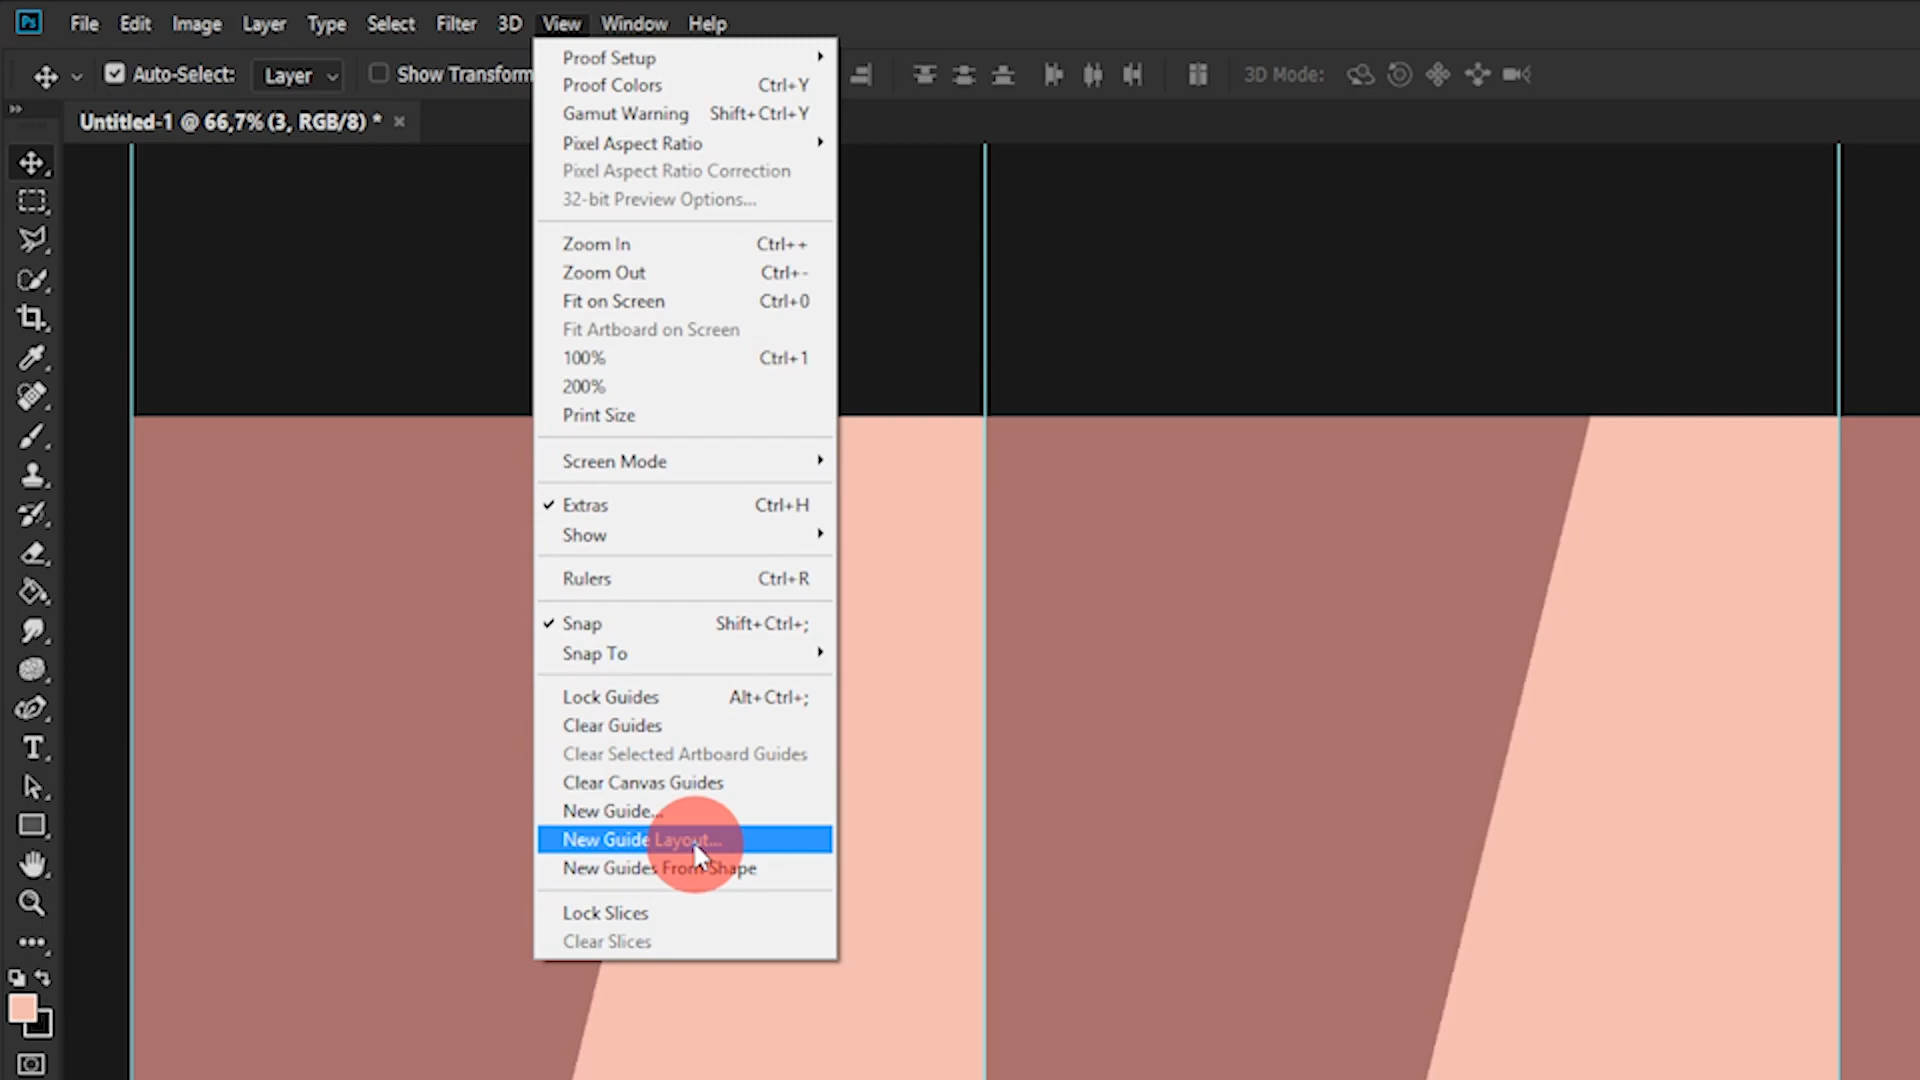 Ps File Edit Image Layer Type Select Filter 3D View Window Help
Auto-Select: Layer Show Transform 3D Mode:
Untitled-1 @ 66,7% (3, RGB/8) * ×
Proof Setup
Proof Colors Ctrl+Y
Gamut Warning Shift+Ctrl+Y
Pixel Aspect Ratio
Pixel Aspect Ratio Correction
32-bit Preview Options...
Zoom In Ctrl++
Zoom Out Ctrl+-
Fit on Screen Ctrl+0
Fit Artboard on Screen
100% Ctrl+1
200%
Print Size
Screen Mode
Extras Ctrl+H
Show
Rulers Ctrl+R
Snap Shift+Ctrl+;
Snap To
Lock Guides Alt+Ctrl+;
Clear Guides
Clear Selected Artboard Guides
Clear Canvas Guides
New Guide...
New Guide Layout...
New Guides From Shape
Lock Slices
Clear Slices